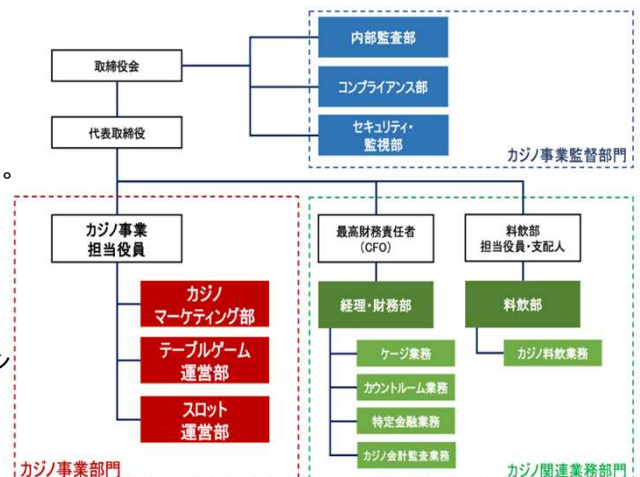 内部監査部
取締役会
コンプライアンス部
代表取締役
セキュリティ・
監視部
カジノ事業監督部門
。
カジノ事業
担当役員
最高財務責任者
(CFO)
料飲部
担当役員・支配人
カジノ
マーケティング部
経理・財務部
料飲部
テーブルゲーム
運営部
ケージ業務
カジノ料飲業務
ン
カウントルーム業務
スロット
運営部
特定金融業務
カジノ会計監査業務
カジノ事業部門
カジノ関連業務部門